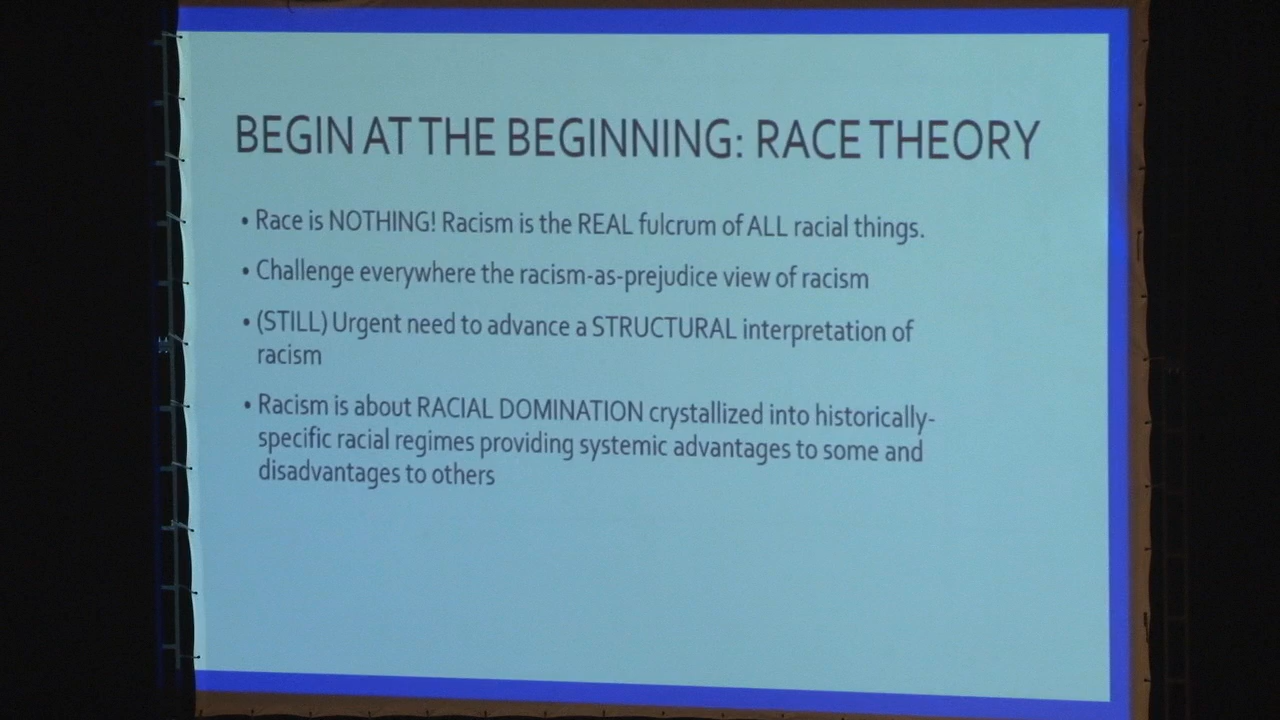 BEGIN AT THE BEGINNING: RACE THEORY
• Race is NOTHING! Racism is the REAL fulcrum of ALL racial things.
• Challenge everywhere the racism-as-prejudice view of racism
• (STILL) Urgent need to advance a STRUCTURAL interpretation of
racism
• Racism is about RACIAL DOMINATION crystallized into historically-
specific racial regimes providing systemic advantages to some and
disadvantages to others